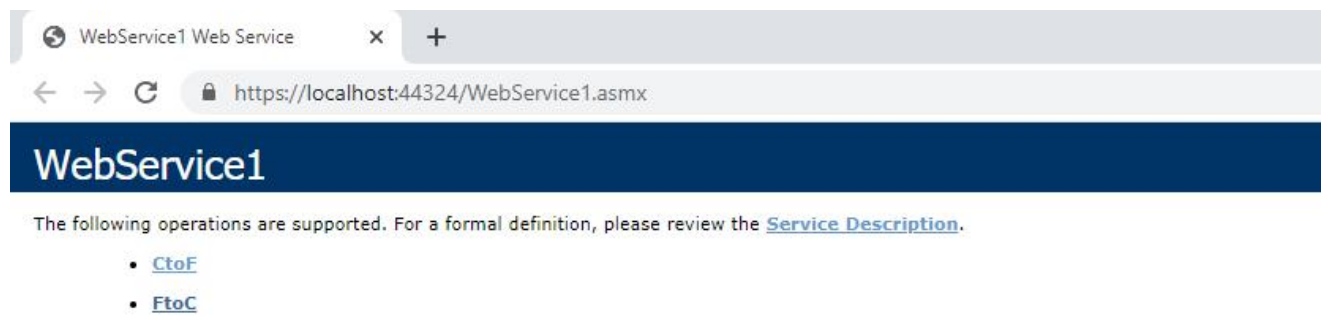 WebService1 Web Service
https://localhost:44324/WebService1.asmx
WebService1
The following operations are supported. For a formal definition, please review the Service Description.
CtoF
FtoC